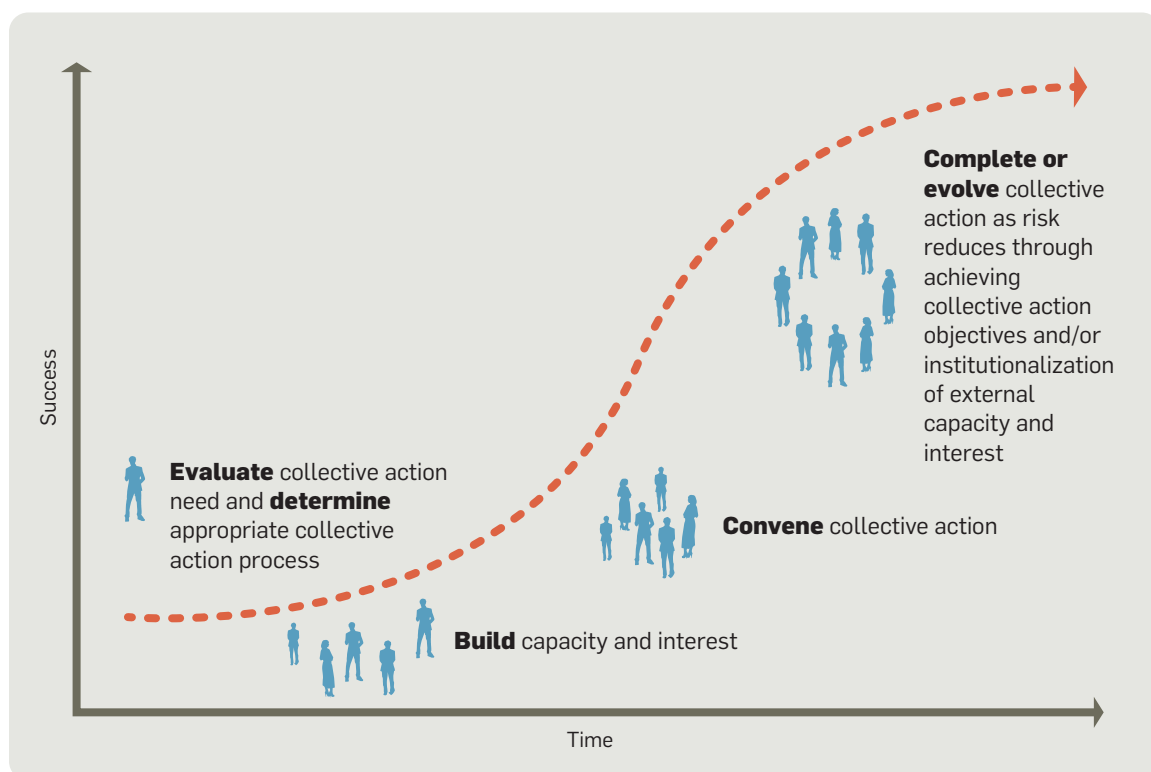 Success
Evaluate collective action
need and determine
appropriate collective
action process
Build capacity and interest
Convene collective action
Complete or
evolve collective
action as risk
reduces through
achieving
collective action
objectives and/or
institutionalization
of external
capacity and
interest
Time